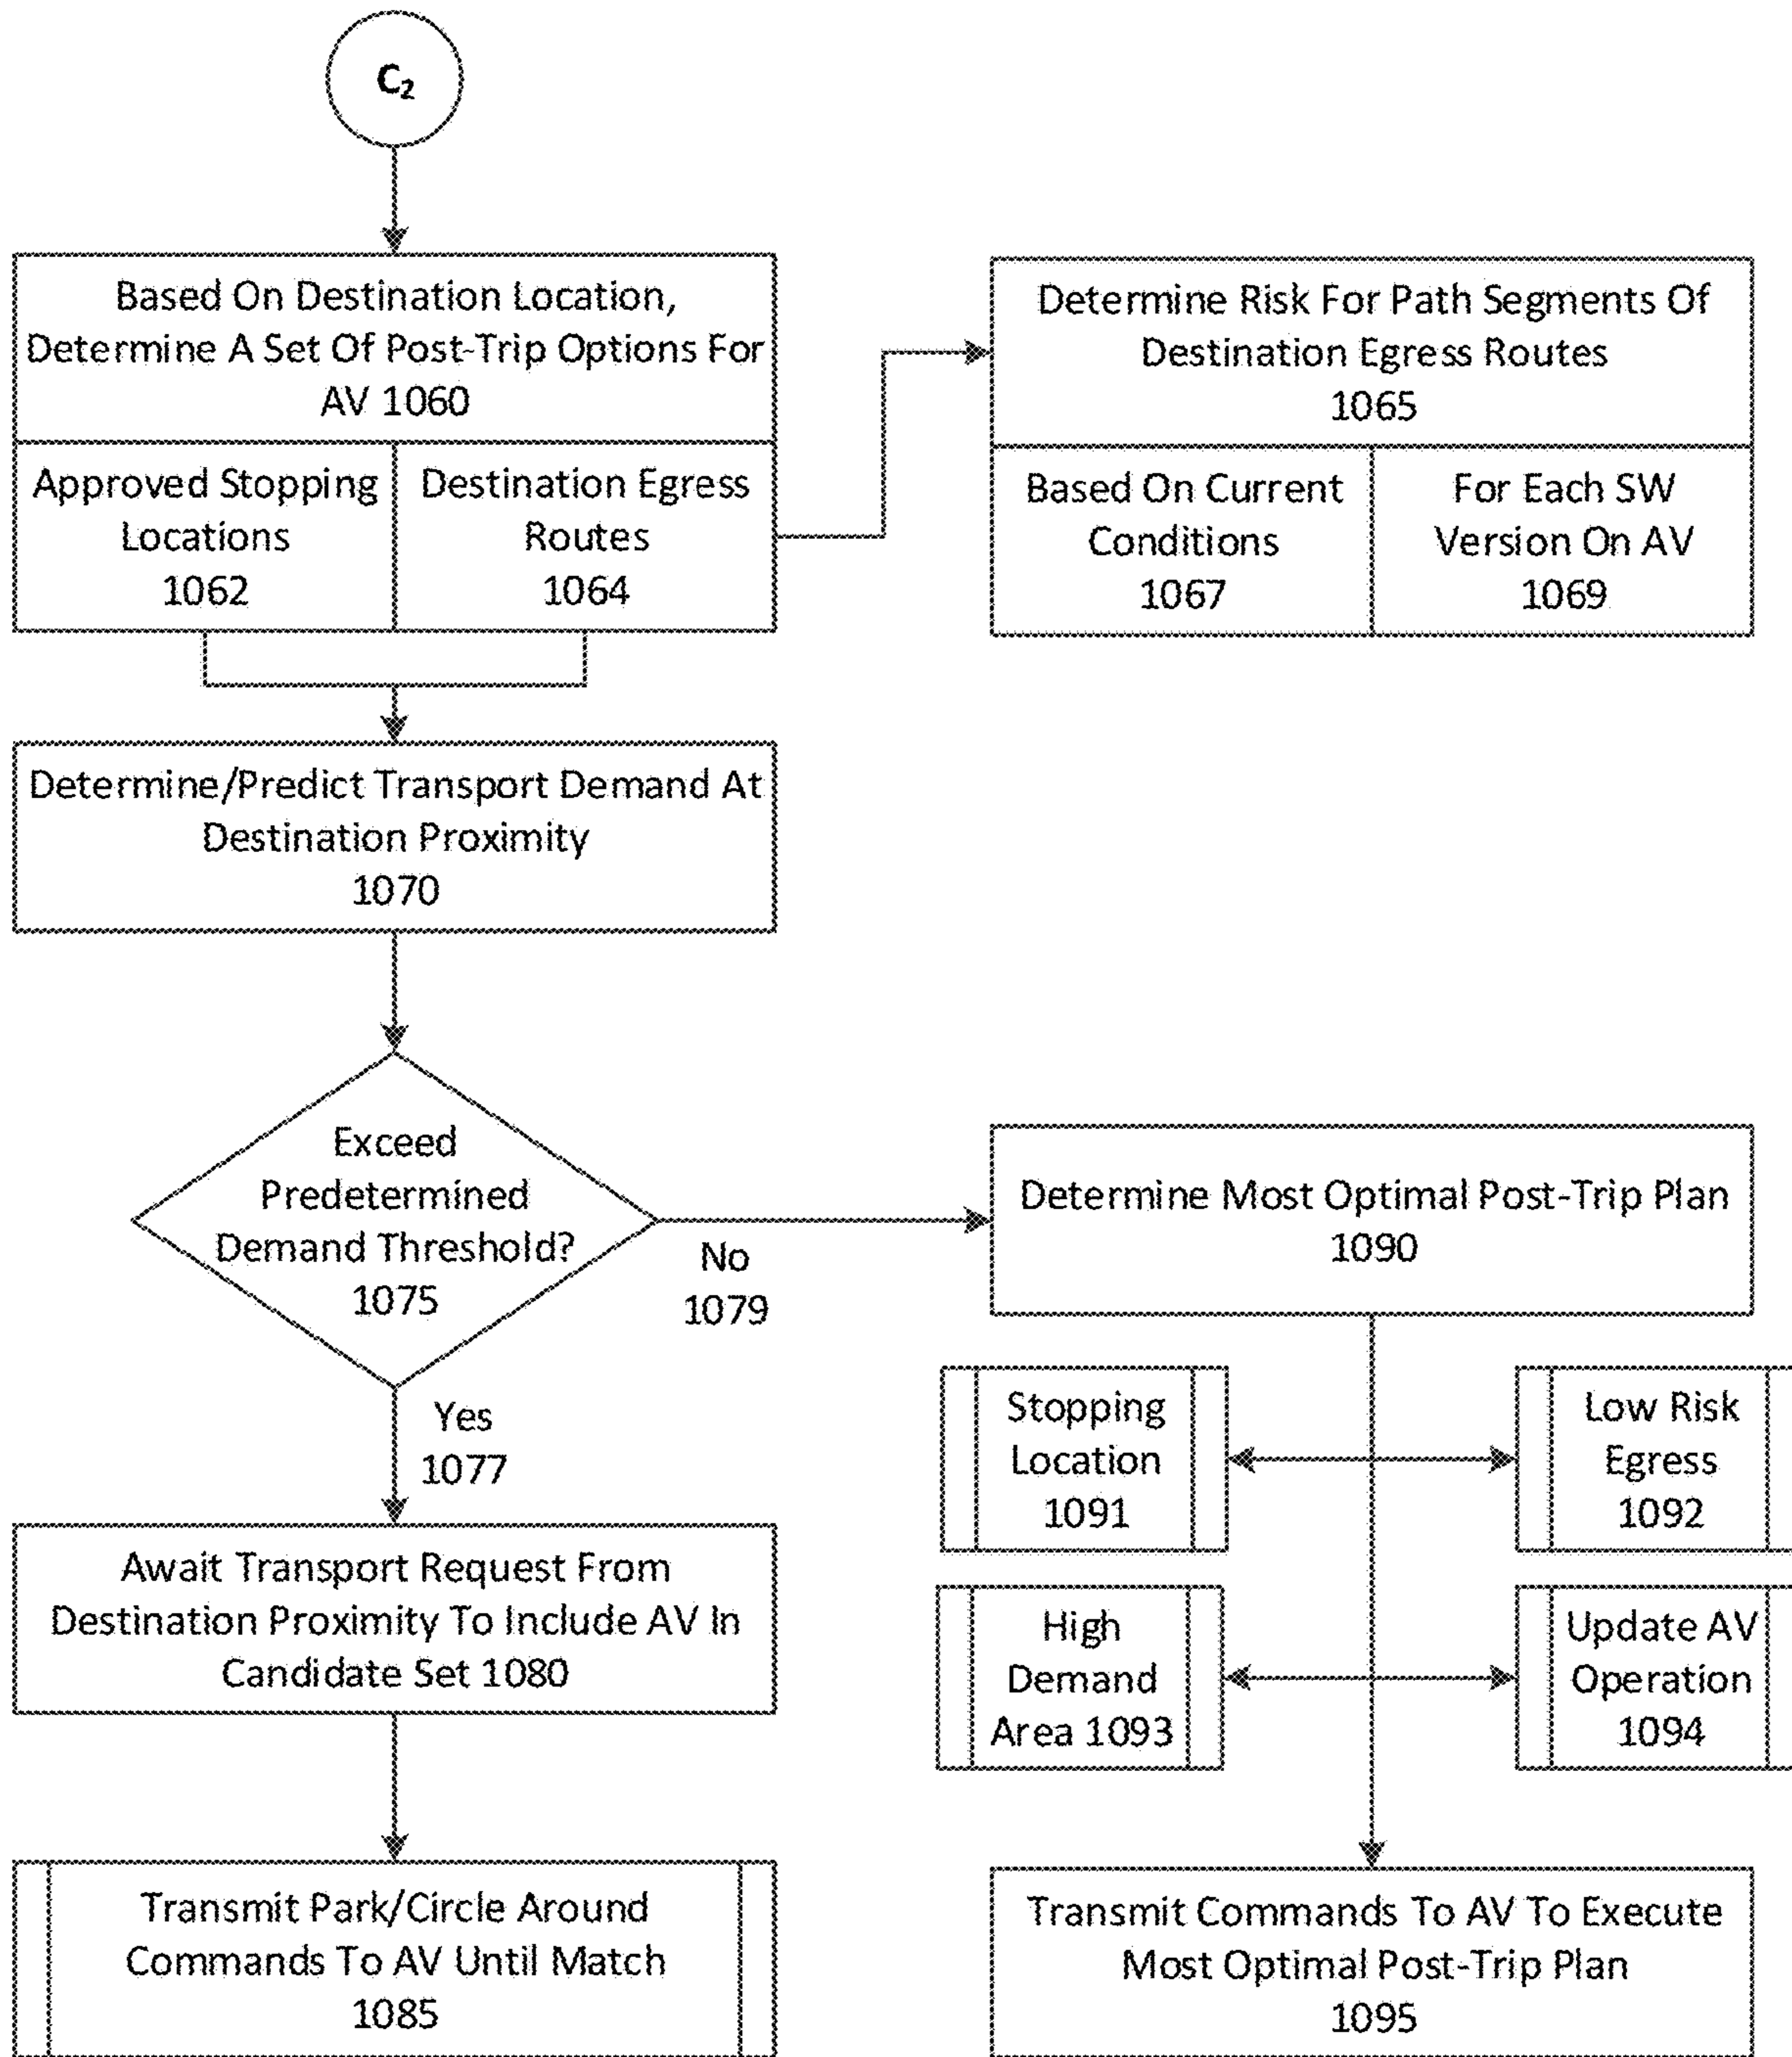 C₂
Based On Destination Location,
Determine A Set Of Post-Trip Options For
AV 1060
Approved Stopping
Locations
1062
Destination Egress
Routes
1064
Determine Risk For Path Segments Of
Destination Egress Routes
1065
Based On Current
Conditions
1067
For Each SW
Version On AV
1069
Determine/Predict Transport Demand At
Destination Proximity
1070
Exceed
Predetermined
Demand Threshold?
1075
No
1079
Yes
1077
Determine Most Optimal Post-Trip Plan
1090
Stopping
Location
1091
Low Risk
Egress
1092
High
Demand
Area 1093
Update AV
Operation
1094
Await Transport Request From
Destination Proximity To Include AV In
Candidate Set 1080
Transmit Park/Circle Around
Commands To AV Until Match
1085
Transmit Commands To AV To Execute
Most Optimal Post-Trip Plan
1095